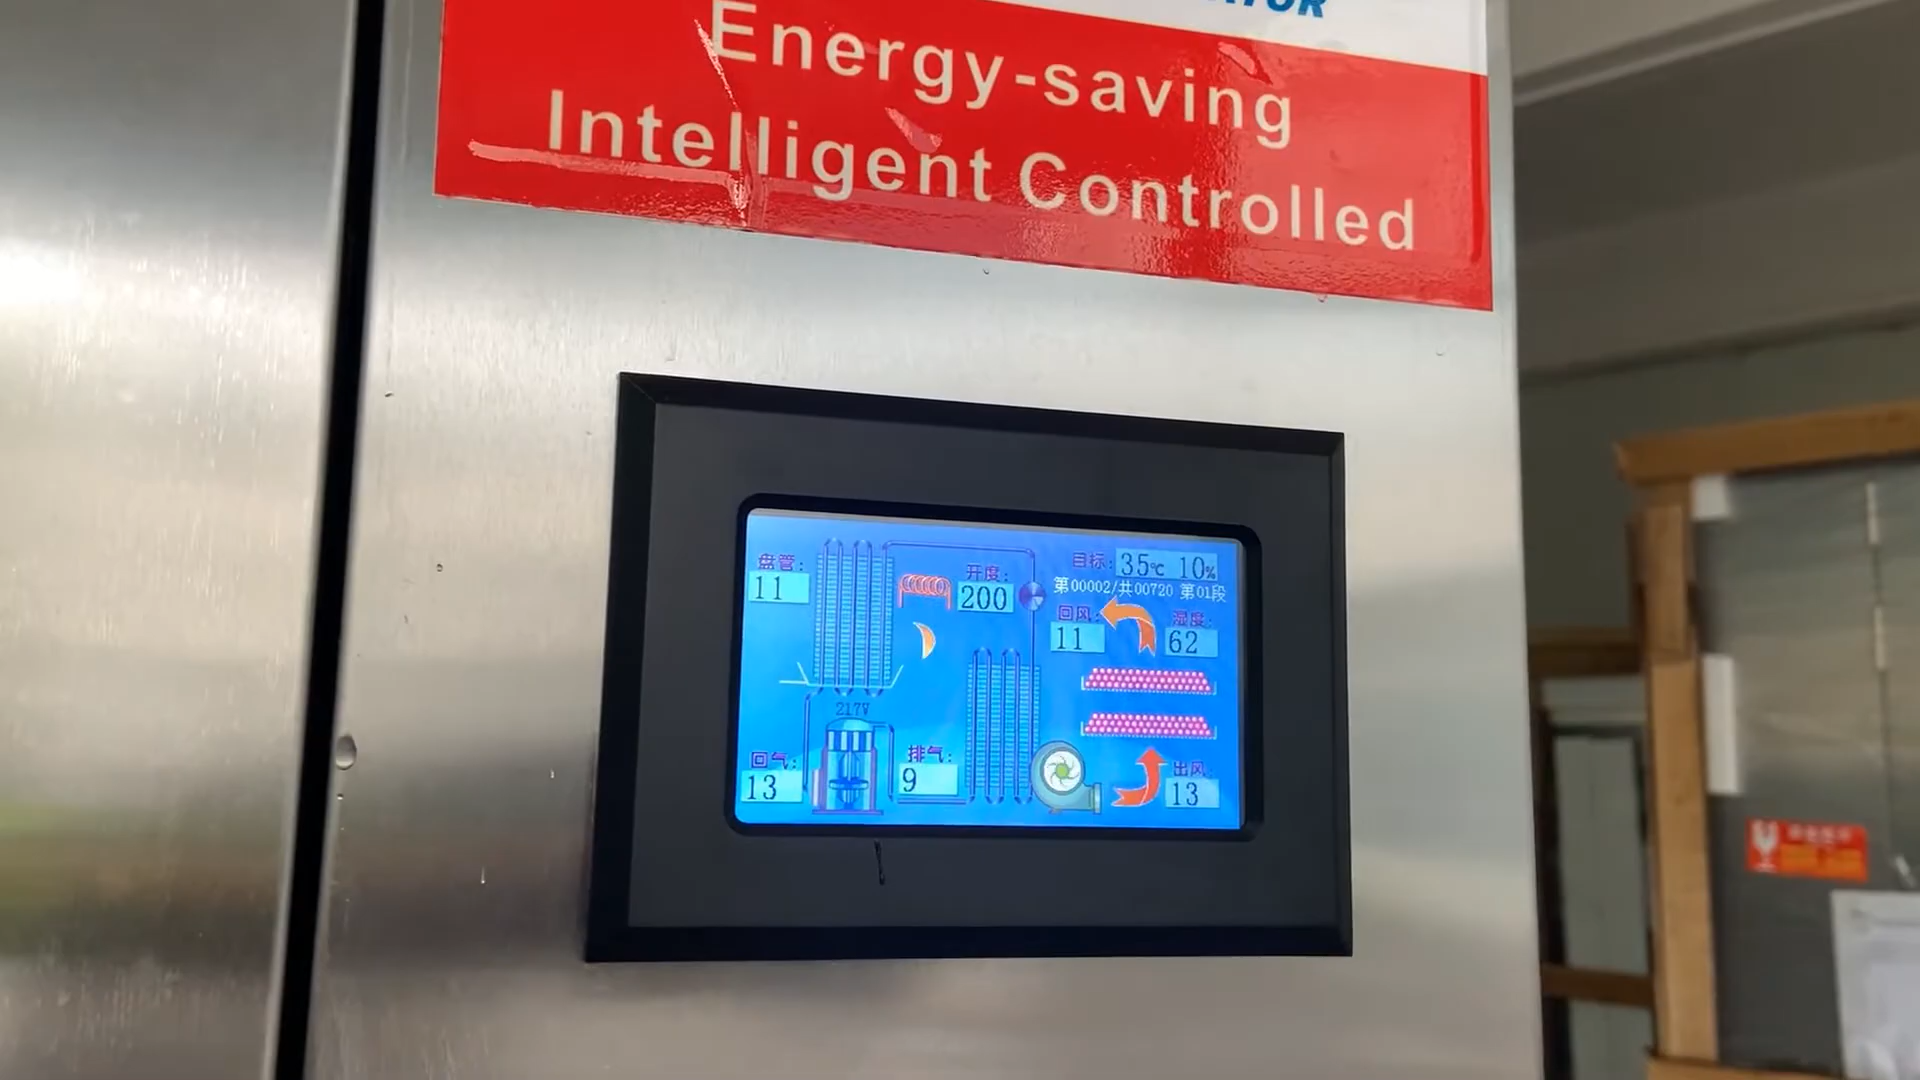 Energy-saving
Intelligent Controlled
盘管:
11
开度:
200
目标: 35℃ 10%
第00002/共00720 第01段
回风:
11
湿度:
62
217V
回气:
13
排气:
9
出风:
13